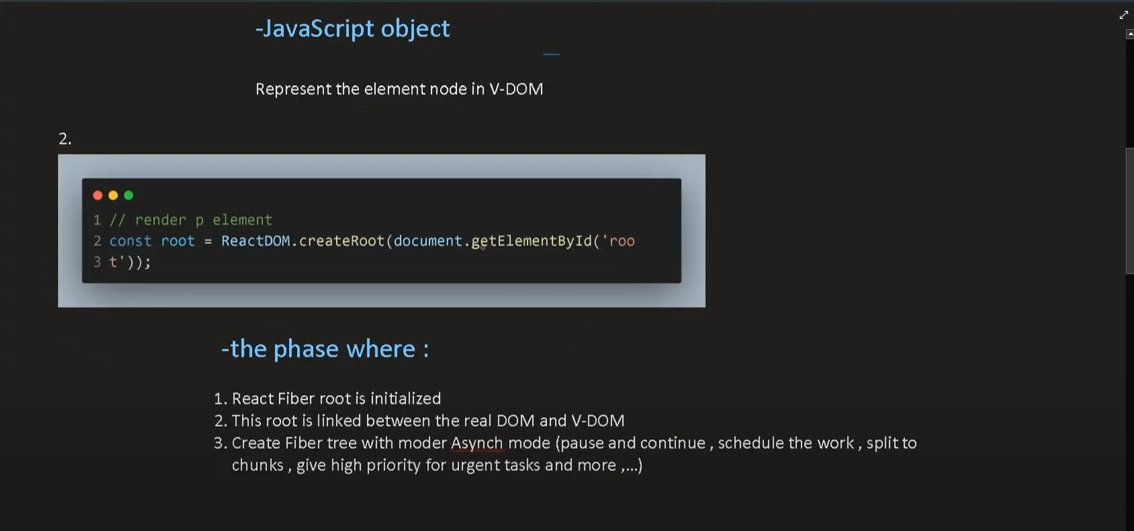 -JavaScript object
Represent the element node in V-DOM
2.
1 // render p element
2 const root = ReactDOM.createRoot(document.getElementById('roo
3 t'));
-the phase where :
1. React Fiber root is initialized
2. This root is linked between the real DOM and V-DOM
3. Create Fiber tree with moder Asynch mode (pause and continue , schedule the work , split to
chunks , give high priority for urgent tasks and more ,...)